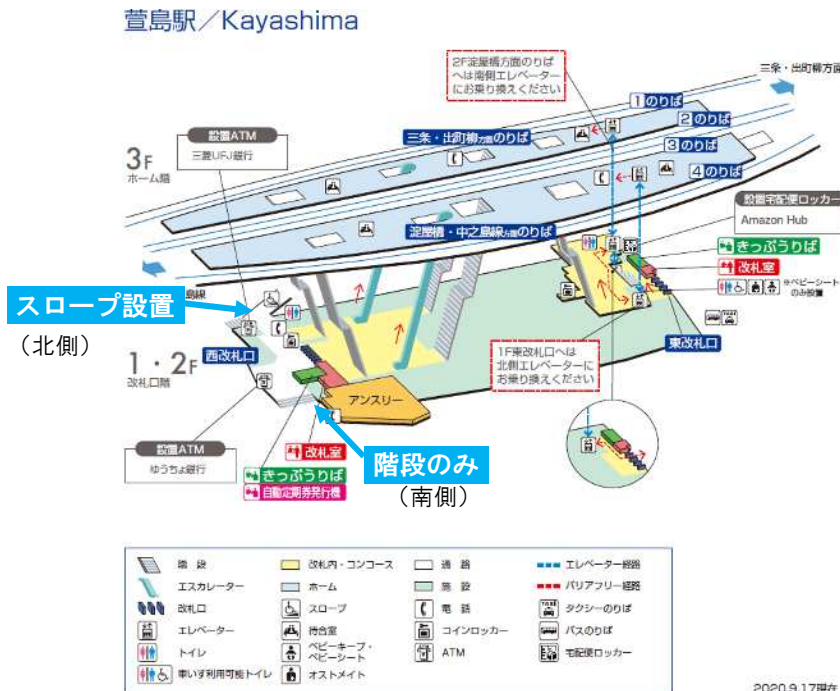 萱島駅／Kayashima
2F淀屋橋方面のりば
へは南側エレベーター
にお乗り換えください
三条・出町柳方面
1のりば
2のりば
3のりば
4のりば
設置ATM
三菱UFJ銀行
三条・出町柳方面のりば
3F
ホーム階
設置宅配便ロッカー
Amazon Hub
淀屋橋・中之島線方面のりば
きっぷうりば
改札室
※ベビーシート
のみ設置
島線
スロープ設置
（北側）
東改札口
1・2F
改札口階
西改札口
1F東改札口へは
北側エレベーターに
お乗り換えください
アンスリー
設置ATM
ゆうちょ銀行
改札室
きっぷうりば
自動定期券発行機
階段のみ
（南側）
階段
改札内・コンコース
通路
エレベーター経路
エスカレーター
ホーム
施設
バリアフリー経路
改札口
スロープ
電話
タクシーのりば
エレベーター
待合室
コインロッカー
バスのりば
トイレ
ベビーキープ・
ベビーシート
ATM
宅配便ロッカー
車いす利用可能トイレ
オストメイト
2020.9.17現在